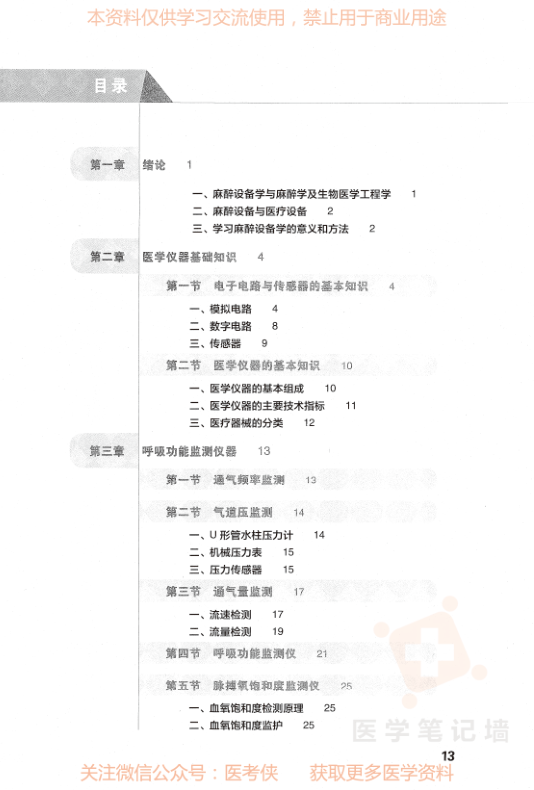 本资料仅供学习交流使用，禁止用于商业用途
目录
第一章 绪论 1
一、麻醉设备学与麻醉学及生物医学工程学 1
二、麻醉设备与医疗设备 2
三、学习麻醉设备学的意义和方法 2
第二章 医学仪器基础知识 4
第一节 电子电路与传感器的基本知识 4
一、模拟电路 4
二、数字电路 8
三、传感器 9
第二节 医学仪器的基本知识 10
一、医学仪器的基本组成 10
二、医学仪器的主要技术指标 11
三、医疗器械的分类 12
第三章 呼吸功能监测仪器 13
第一节 通气频率监测 13
第二节 气道压监测 14
一、U形管水柱压力计 14
二、机械压力表 15
三、压力传感器 15
第三节 通气量监测 17
一、流速检测 17
二、流量检测 19
第四节 呼吸功能监测仪 21
第五节 脉搏氧饱和度监测仪 25
一、血氧饱和度检测原理 25
二、血氧饱和度监护 25
医学笔记墙
13
关注微信公众号：医考侠 获取更多医学资料